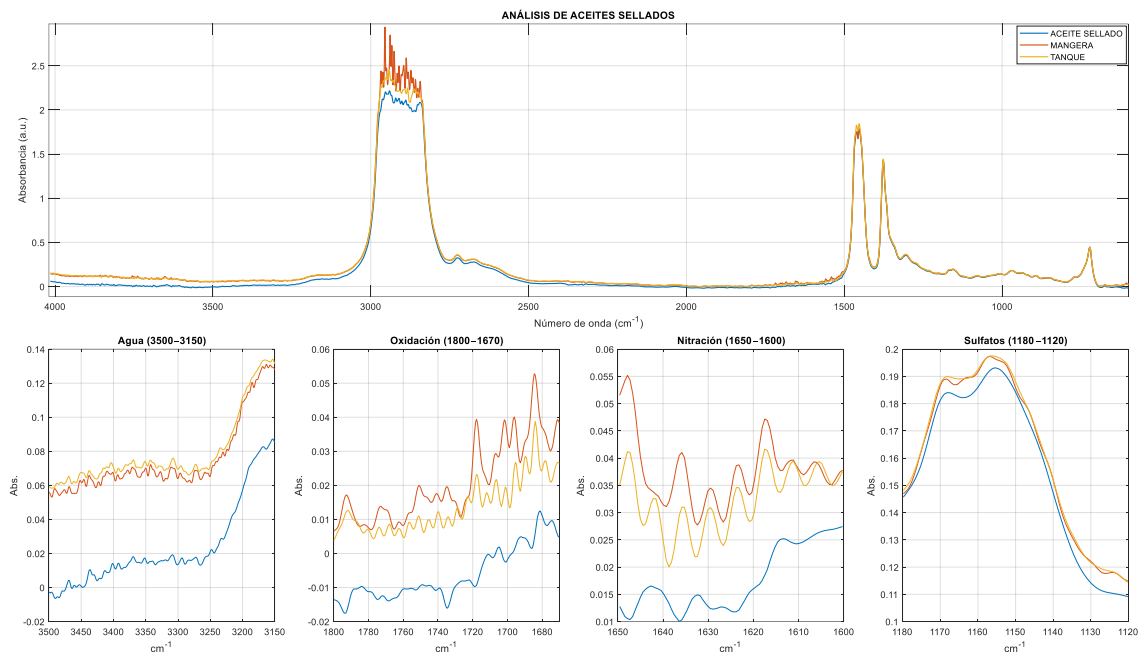 ANÁLISIS DE ACEITES SELLADOS
ACEITE SELLADO
MANGERA
TANQUE
Absorbancia (a.u.)
2.5
2
1.5
1
0.5
0
4000 3500 3000 2500 2000 1500 1000
Número de onda (cm-1)
Agua (3500–3150)
Abs.
0.14
0.12
0.1
0.08
0.06
0.04
0.02
0
-0.02
3500 3450 3400 3350 3300 3250 3200 3150
cm-1
Oxidación (1800–1670)
Abs.
0.06
0.05
0.04
0.03
0.02
0.01
0
-0.01
-0.02
1800 1780 1760 1740 1720 1700 1680
cm-1
Nitración (1650–1600)
Abs.
0.06
0.055
0.05
0.045
0.04
0.035
0.03
0.025
0.02
0.015
0.01
1650 1640 1630 1620 1610 1600
cm-1
Sulfatos (1180–1120)
Abs.
0.2
0.19
0.18
0.17
0.16
0.15
0.14
0.13
0.12
0.11
0.1
1180 1170 1160 1150 1140 1130 1120
cm-1